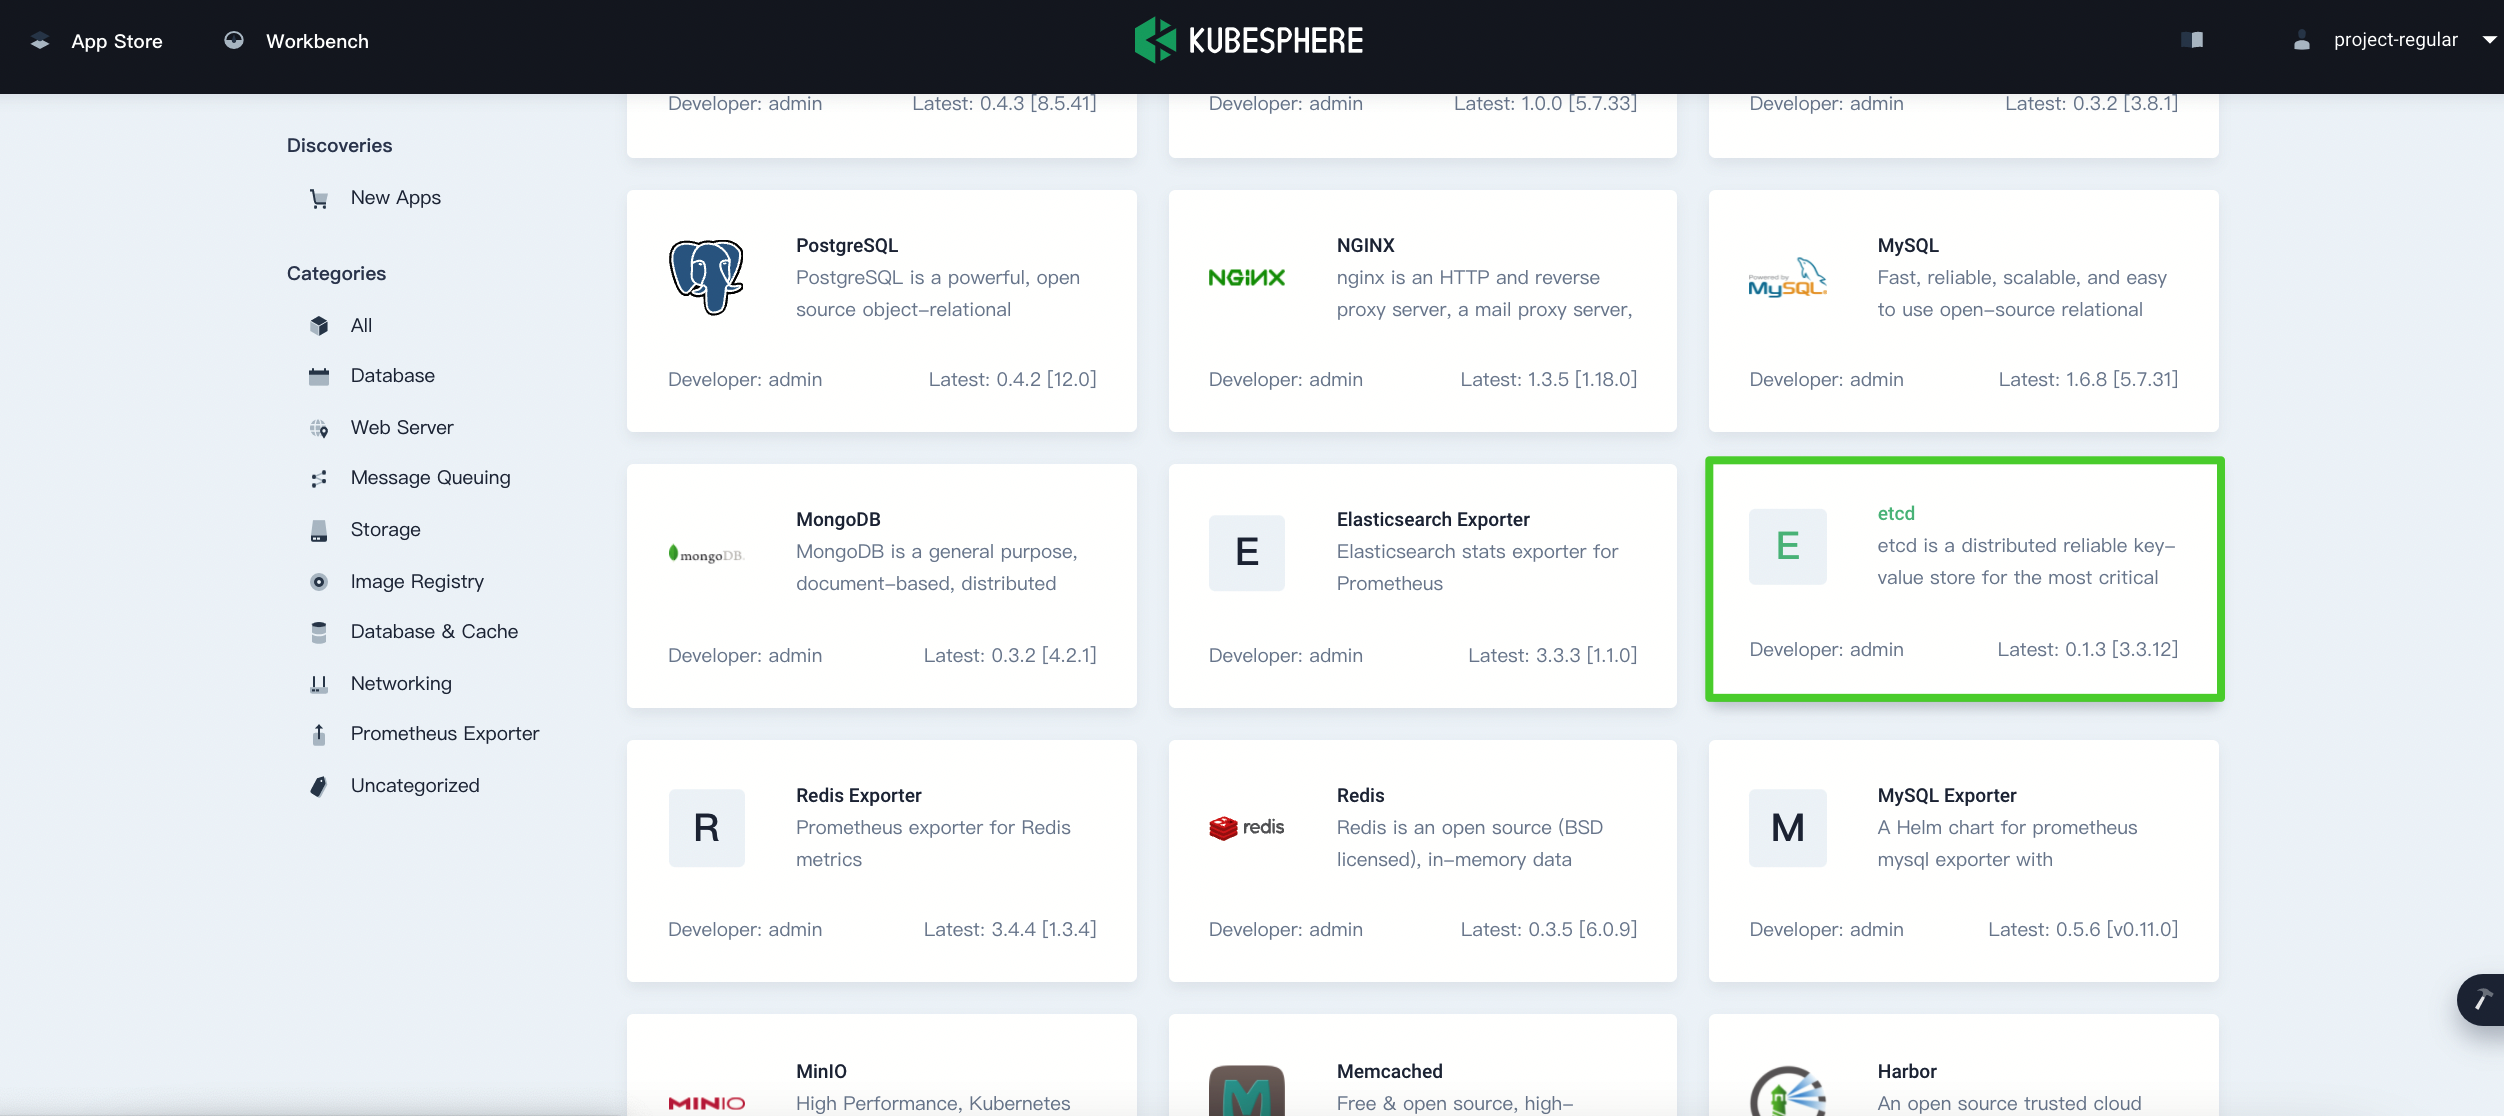 App Store
Workbench
KUBESPHERE
project-regular
Discoveries
New Apps
Categories
All
Database
Web Server
Message Queuing
Storage
Image Registry
Database & Cache
Networking
Prometheus Exporter
Uncategorized
Developer: admin
Latest: 0.4.3 [8.5.41]
Developer: admin
Latest: 1.0.0 [5.7.33]
Developer: admin
Latest: 0.3.2 [3.8.1]
PostgreSQL
PostgreSQL is a powerful, open
source object-relational
Developer: admin
Latest: 0.4.2 [12.0]
NGINX
NGINX
nginx is an HTTP and reverse
proxy server, a mail proxy server,
Developer: admin
Latest: 1.3.5 [1.18.0]
Powered by
MySQL
MySQL
Fast, reliable, scalable, and easy
to use open-source relational
Developer: admin
Latest: 1.6.8 [5.7.31]
mongoDB
MongoDB
MongoDB is a general purpose,
document-based, distributed
Developer: admin
Latest: 0.3.2 [4.2.1]
E
Elasticsearch Exporter
Elasticsearch stats exporter for
Prometheus
Developer: admin
Latest: 3.3.3 [1.1.0]
E
etcd
etcd is a distributed reliable key-
value store for the most critical
Developer: admin
Latest: 0.1.3 [3.3.12]
R
Redis Exporter
Prometheus exporter for Redis
metrics
Developer: admin
Latest: 3.4.4 [1.3.4]
redis
Redis
Redis is an open source (BSD
licensed), in-memory data
Developer: admin
Latest: 0.3.5 [6.0.9]
M
MySQL Exporter
A Helm chart for prometheus
mysql exporter with
Developer: admin
Latest: 0.5.6 [v0.11.0]
MINIO
MinIO
High Performance, Kubernetes
M
Memcached
Free & open source, high-
Harbor
An open source trusted cloud